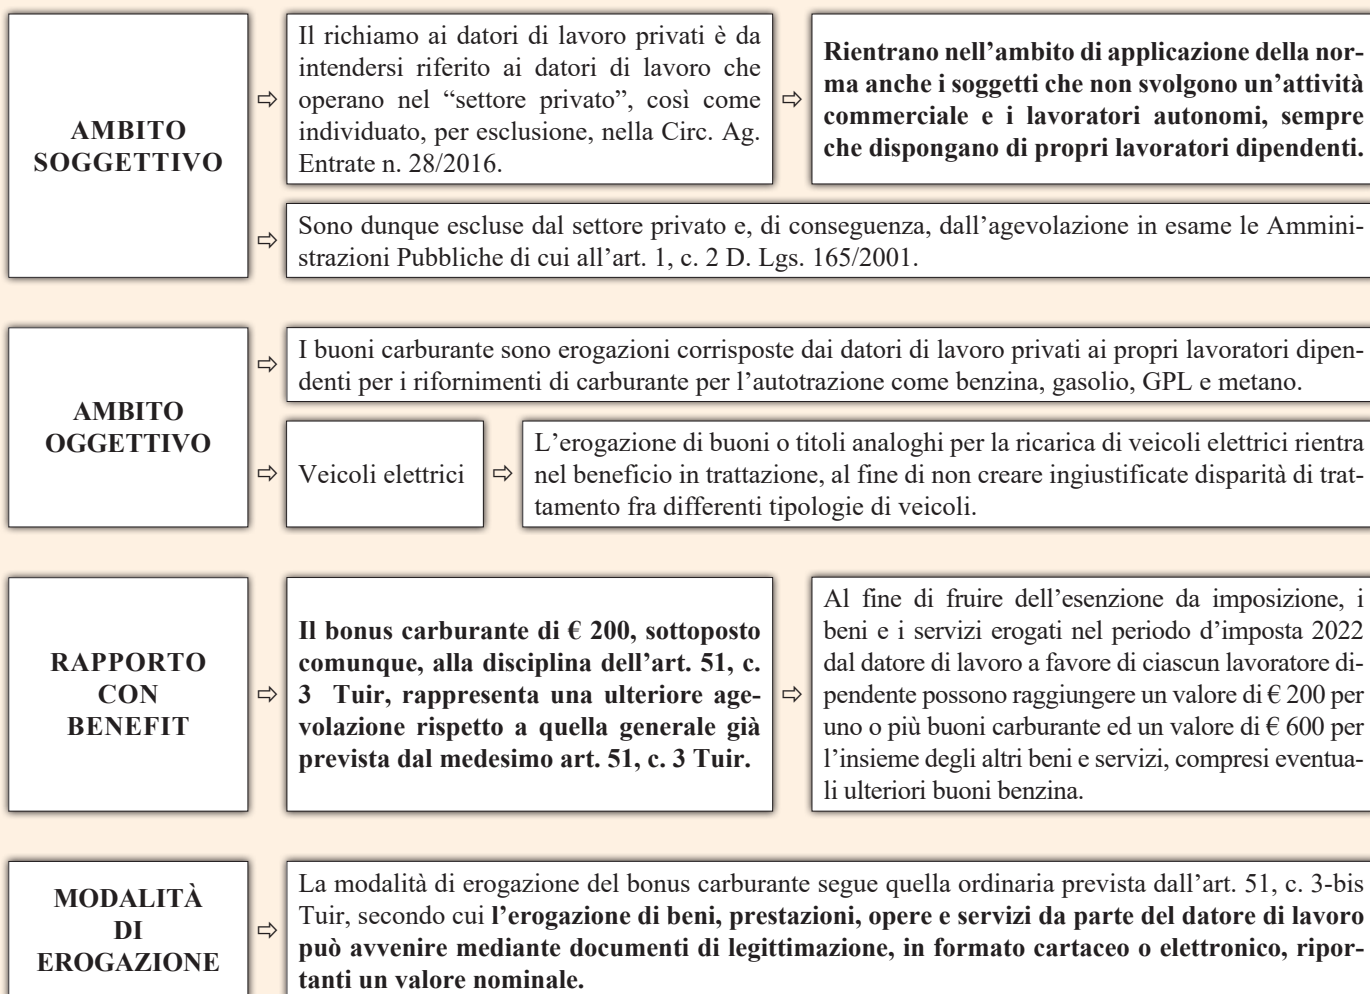 AMBITO
SOGGETTIVO
Il richiamo ai datori di lavoro privati è da
intendersi riferito ai datori di lavoro che
operano nel “settore privato”, così come
individuato, per esclusione, nella Circ. Ag.
Entrate n. 28/2016.
Rientrano nell’ambito di applicazione della nor-
ma anche i soggetti che non svolgono un’attività
commerciale e i lavoratori autonomi, sempre
che dispongano di propri lavoratori dipendenti.
Sono dunque escluse dal settore privato e, di conseguenza, dall’agevolazione in esame le Ammini-
strazioni Pubbliche di cui all’art. 1, c. 2 D. Lgs. 165/2001.
AMBITO
OGGETTIVO
I buoni carburante sono erogazioni corrisposte dai datori di lavoro privati ai propri lavoratori dipen-
denti per i rifornimenti di carburante per l’autotrazione come benzina, gasolio, GPL e metano.
Veicoli elettrici
L’erogazione di buoni o titoli analoghi per la ricarica di veicoli elettrici rientra
nel beneficio in trattazione, al fine di non creare ingiustificate disparità di trat-
tamento fra differenti tipologie di veicoli.
RAPPORTO
CON
BENEFIT
Il bonus carburante di € 200, sottoposto
comunque, alla disciplina dell’art. 51, c.
3 Tuir, rappresenta una ulteriore age-
volazione rispetto a quella generale già
prevista dal medesimo art. 51, c. 3 Tuir.
Al fine di fruire dell’esenzione da imposizione, i
beni e i servizi erogati nel periodo d’imposta 2022
dal datore di lavoro a favore di ciascun lavoratore di-
pendente possono raggiungere un valore di € 200 per
uno o più buoni carburante ed un valore di € 600 per
l’insieme degli altri beni e servizi, compresi eventua-
li ulteriori buoni benzina.
MODALITÀ
DI
EROGAZIONE
La modalità di erogazione del bonus carburante segue quella ordinaria prevista dall’art. 51, c. 3-bis
Tuir, secondo cui l’erogazione di beni, prestazioni, opere e servizi da parte del datore di lavoro
può avvenire mediante documenti di legittimazione, in formato cartaceo o elettronico, ripor-
tanti un valore nominale.